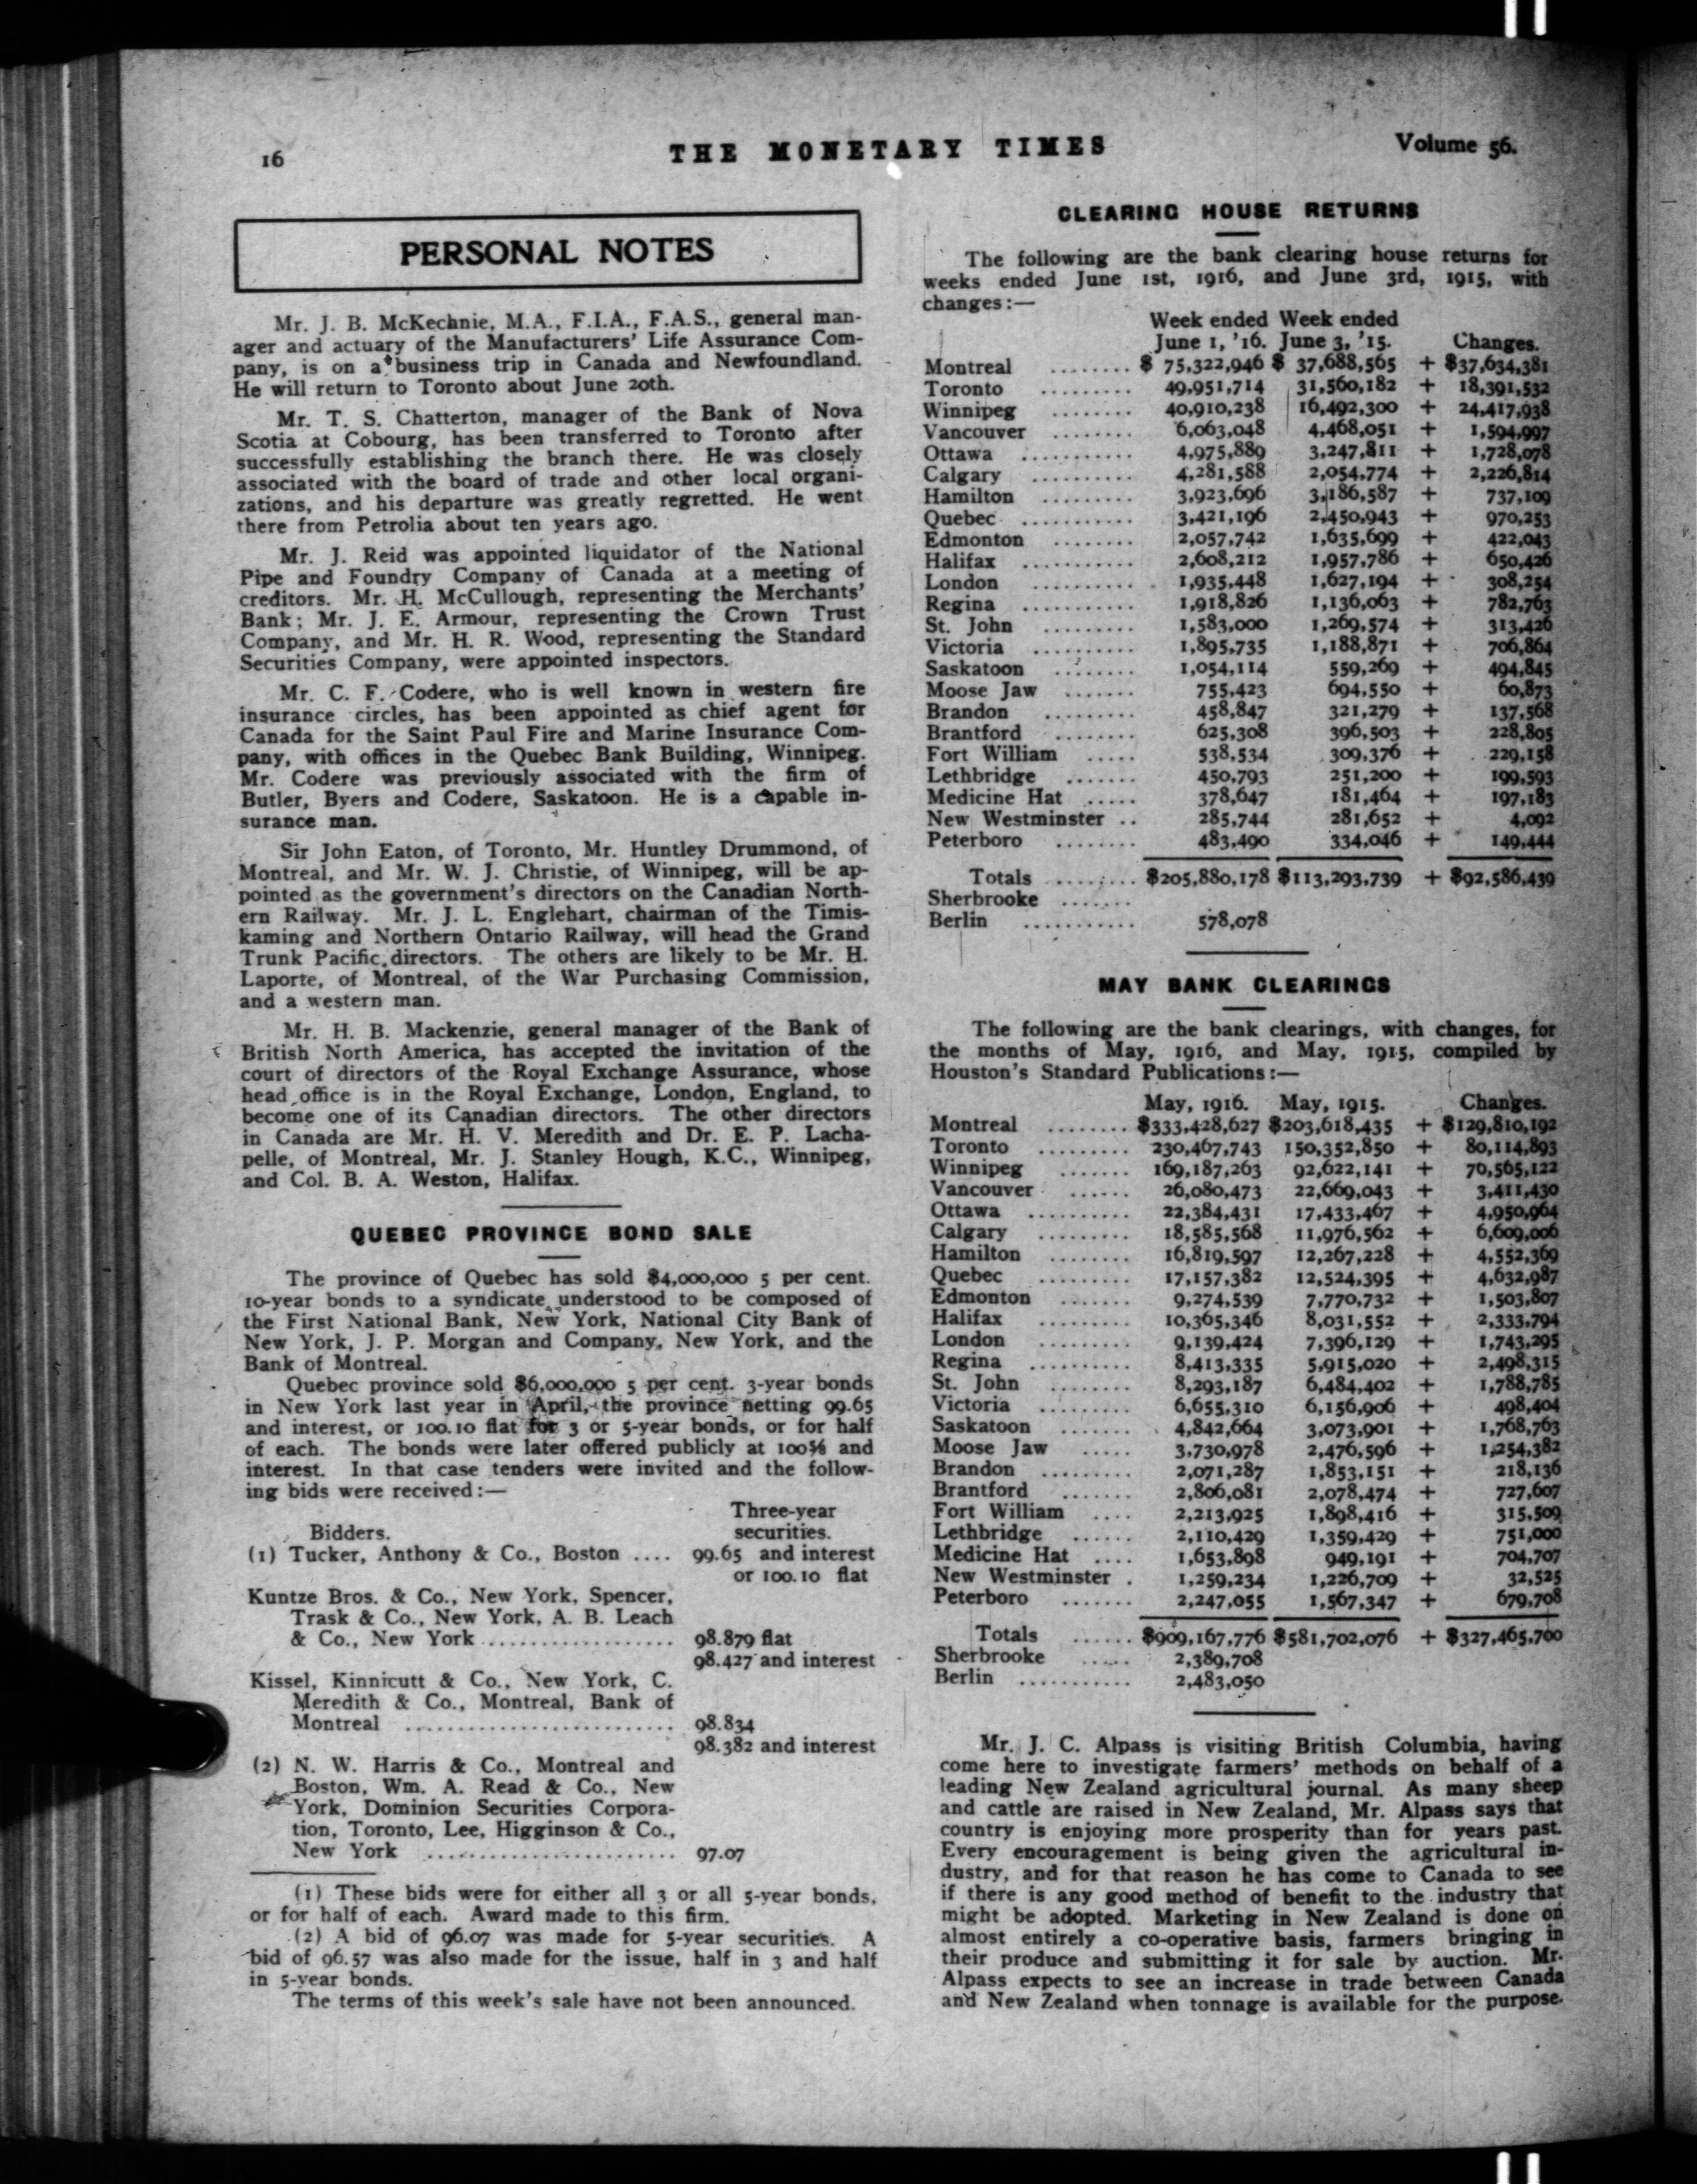 16
THE MONETARY TIMES
Volume 56.
PERSONAL NOTES
Mr. J. B. McKechnie, M.A., F.I.A., F.A.S., general man-
ager and actuary of the Manufacturers' Life Assurance Com-
pany, is on a business trip in Canada and Newfoundland.
He will return to Toronto about June 20th.
Mr. T. S. Chatterton, manager of the Bank of Nova
Scotia at Cobourg, has been transferred to Toronto after
successfully establishing the branch there. He was closely
associated with the board of trade and other local organi-
zations, and his departure was greatly regretted. He went
there from Petrolia about ten years ago.
Mr. J. Reid was appointed liquidator of the National
Pipe and Foundry Company of Canada at a meeting of
creditors. Mr. H. McCullough, representing the Merchants'
Bank; Mr. J. E. Armour, representing the Crown Trust
Company, and Mr. H. R. Wood, representing the Standard
Securities Company, were appointed inspectors.
Mr. C. F. Codere, who is well known in western fire
insurance circles, has been appointed as chief agent for
Canada for the Saint Paul Fire and Marine Insurance Com-
pany, with offices in the Quebec Bank Building, Winnipeg.
Mr. Codere was previously associated with the firm of
Butler, Byers and Codere, Saskatoon. He is a capable in-
surance man.
Sir John Eaton, of Toronto, Mr. Huntley Drummond, of
Montreal, and Mr. W. J. Christie, of Winnipeg, will be ap-
pointed as the government's directors on the Canadian North-
ern Railway. Mr. J. L. Englehart, chairman of the Timis-
kaming and Northern Ontario Railway, will head the Grand
Trunk Pacific directors. The others are likely to be Mr. H.
Laporte, of Montreal, of the War Purchasing Commission,
and a western man.
Mr. H. B. Mackenzie, general manager of the Bank of
British North America, has accepted the invitation of the
court of directors of the Royal Exchange Assurance, whose
head office is in the Royal Exchange, London, England, to
become one of its Canadian directors. The other directors
in Canada are Mr. H. V. Meredith and Dr. E. P. Lacha-
pelle, of Montreal, Mr. J. Stanley Hough, K.C., Winnipeg,
and Col. B. A. Weston, Halifax.
QUEBEC PROVINCE BOND SALE
The province of Quebec has sold $4,000,000 5 per cent.
10-year bonds to a syndicate understood to be composed of
the First National Bank, New York, National City Bank of
New York, J. P. Morgan and Company, New York, and the
Bank of Montreal.
Quebec province sold $6,000,000 5 per cent. 3-year bonds
in New York last year in April, the province netting 99.65
and interest, or 100.10 flat for 3 or 5-year bonds, or for half
of each. The bonds were later offered publicly at and
interest. In that case tenders were invited and the follow-
ing bids were received:—
Three-year
Bidders. securities.
(1) Tucker, Anthony & Co., Boston .... 99.65 and interest
or 100.10 flat
Kuntze Bros. & Co., New York, Spencer,
Trask & Co., New York, A. B. Leach
& Co., New York .................. 98.879 flat
98.427 and interest
Kissel, Kinnicutt & Co., New York, C.
Meredith & Co., Montreal, Bank of
Montreal .......................... 98.834
98.382 and interest
(2) N. W. Harris & Co., Montreal and
Boston, Wm. A. Read & Co., New
York, Dominion Securities Corpora-
tion, Toronto, Lee, Higginson & Co.,
New York ........................ 97.07
(1) These bids were for either all 3 or all 5-year bonds,
or for half of each. Award made to this firm.
(2) A bid of 96.07 was made for 5-year securities. A
bid of 96.57 was also made for the issue, half in 3 and half
in 5-year bonds.
The terms of this week's sale have not been announced.
CLEARING HOUSE RETURNS
The following are the bank clearing house returns for
weeks ended June 1st, 1916, and June 3rd, 1915, with
changes:—
Week ended Week ended
June 1, '16. June 3, '15. Changes.
Montreal ........ $ 75,322,946 $ 37,688,565 + $37,634,381
Toronto ......... 49,951,714 31,560,182 + 18,391,532
Winnipeg ........ 40,910,238 16,492,300 + 24,417,938
Vancouver ........ 6,063,048 4,468,051 + 1,594,997
Ottawa ........... 4,975,889 3,247,811 + 1,728,078
Calgary .......... 4,281,588 2,054,774 + 2,226,814
Hamilton ......... 3,923,696 3,186,587 + 737,109
Quebec ........... 3,421,196 2,450,943 + 970,253
Edmonton ........ 2,057,742 1,635,699 + 422,043
Halifax ........... 2,608,212 1,957,786 + 650,426
London .......... 1,935,448 1,627,194 + 308,254
Regina ........... 1,918,826 1,136,063 + 782,763
St. John ......... 1,583,000 1,269,574 + 313,426
Victoria .......... 1,895,735 1,188,871 + 706,864
Saskatoon ........ 1,054,114 559,269 + 494,845
Moose Jaw ....... 755,423 694,550 + 60,873
Brandon ......... 458,847 321,279 + 137,568
Brantford ........ 625,308 396,503 + 228,805
Fort William ..... 538,534 309,376 + 229,158
Lethbridge ....... 450,793 251,200 + 199,593
Medicine Hat ..... 378,647 181,464 + 197,183
New Westminster .. 285,744 281,652 + 4,092
Peterboro ........ 483,490 334,046 + 149,444
Totals ......... $205,880,178 $113,293,739 + $92,586,439
Sherbrooke .......
Berlin ........... 578,078
MAY BANK CLEARINGS
The following are the bank clearings, with changes, for
the months of May, 1916, and May, 1915, compiled by
Houston's Standard Publications:—
May, 1916. May, 1915. Changes.
Montreal ........ $333,428,627 $203,618,435 + $129,810,192
Toronto ......... 230,467,743 150,352,850 + 80,114,893
Winnipeg ....... 169,187,263 92,622,141 + 76,565,122
Vancouver ...... 26,080,473 22,669,043 + 3,411,430
Ottawa .......... 22,384,431 17,433,467 + 4,950,964
Calgary ......... 18,585,568 11,976,562 + 6,609,006
Hamilton ........ 16,819,597 12,267,228 + 4,552,369
Quebec ......... 17,157,382 12,524,395 + 4,632,987
Edmonton ....... 9,274,539 7,770,732 + 1,503,807
Halifax ......... 10,365,346 8,031,552 + 2,333,794
London ......... 9,139,424 7,396,129 + 1,743,295
Regina .......... 8,413,335 5,915,020 + 2,498,315
St. John ........ 8,293,187 6,484,402 + 1,788,785
Victoria ......... 6,655,310 6,156,906 + 498,404
Saskatoon ....... 4,842,664 3,073,901 + 1,768,763
Moose Jaw ..... 3,730,978 2,476,596 + 1,254,382
Brandon ......... 2,071,287 1,853,151 + 218,136
Brantford ....... 2,806,081 2,078,474 + 727,607
Fort William .... 2,213,925 1,898,416 + 315,509
Lethbridge ...... 2,110,429 1,359,429 + 751,000
Medicine Hat .... 1,653,898 949,191 + 704,707
New Westminster . 1,259,234 1,226,709 + 32,525
Peterboro ....... 2,247,055 1,567,347 + 679,708
Totals ...... $909,167,776 $581,702,076 + $327,465,700
Sherbrooke ..... 2,389,708
Berlin ........... 2,483,050
Mr. J. C. Alpass is visiting British Columbia, having
come here to investigate farmers' methods on behalf of a
leading New Zealand agricultural journal. As many sheep
and cattle are raised in New Zealand, Mr. Alpass says that
country is enjoying more prosperity than for years past.
Every encouragement is being given the agricultural in-
dustry, and for that reason he has come to Canada to see
if there is any good method of benefit to the industry that
might be adopted. Marketing in New Zealand is done on
almost entirely a co-operative basis, farmers bringing in
their produce and submitting it for sale by auction. Mr.
Alpass expects to see an increase in trade between Canada
and New Zealand when tonnage is available for the purpose.